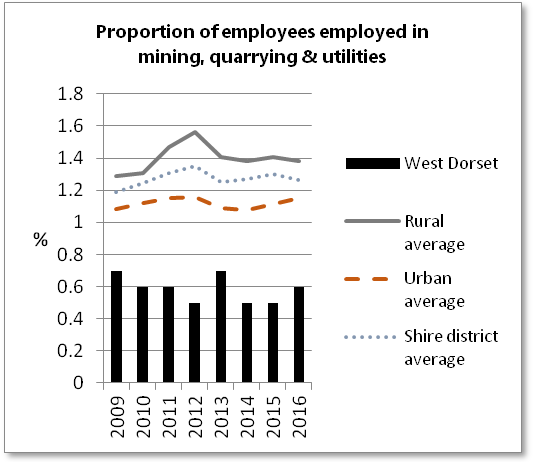 Proportion of employees employed in
mining, quarrying & utilities
1.8
1.6
1.4
1.2
1
0.8
0.6
0.4
0.2
0
%
2009
2010
2011
2012
2013
2014
2015
2016
West Dorset
Rural
average
Urban
average
Shire district
average